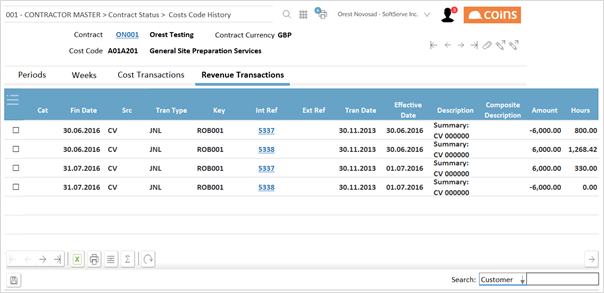 001 - CONTRACTOR MASTER > Contract Status > Costs Code History
6
Orest Novosad - SoftServe Inc.
3
coins
Contract ON001 Orest Testing Contract Currency GBP
Cost Code A01A201 General Site Preparation Services
Periods Weeks Cost Transactions Revenue Transactions
Cat Fin Date Src Tran Type Key Int Ref Ext Ref Tran Date Effective Date Description Composite Description Amount Hours
30.06.2016 CV JNL ROB001 5337 30.11.2013 30.06.2016 Summary: CV 000000 -6,000.00 800.00
30.06.2016 CV JNL ROB001 5338 30.11.2013 30.06.2016 Summary: CV 000000 6,000.00 1,268.42
31.07.2016 CV JNL ROB001 5337 30.11.2013 01.07.2016 Summary: CV 000000 6,000.00 330.00
31.07.2016 CV JNL ROB001 5338 30.11.2013 01.07.2016 Summary: CV 000000 -6,000.00 0.00
Search: Customer